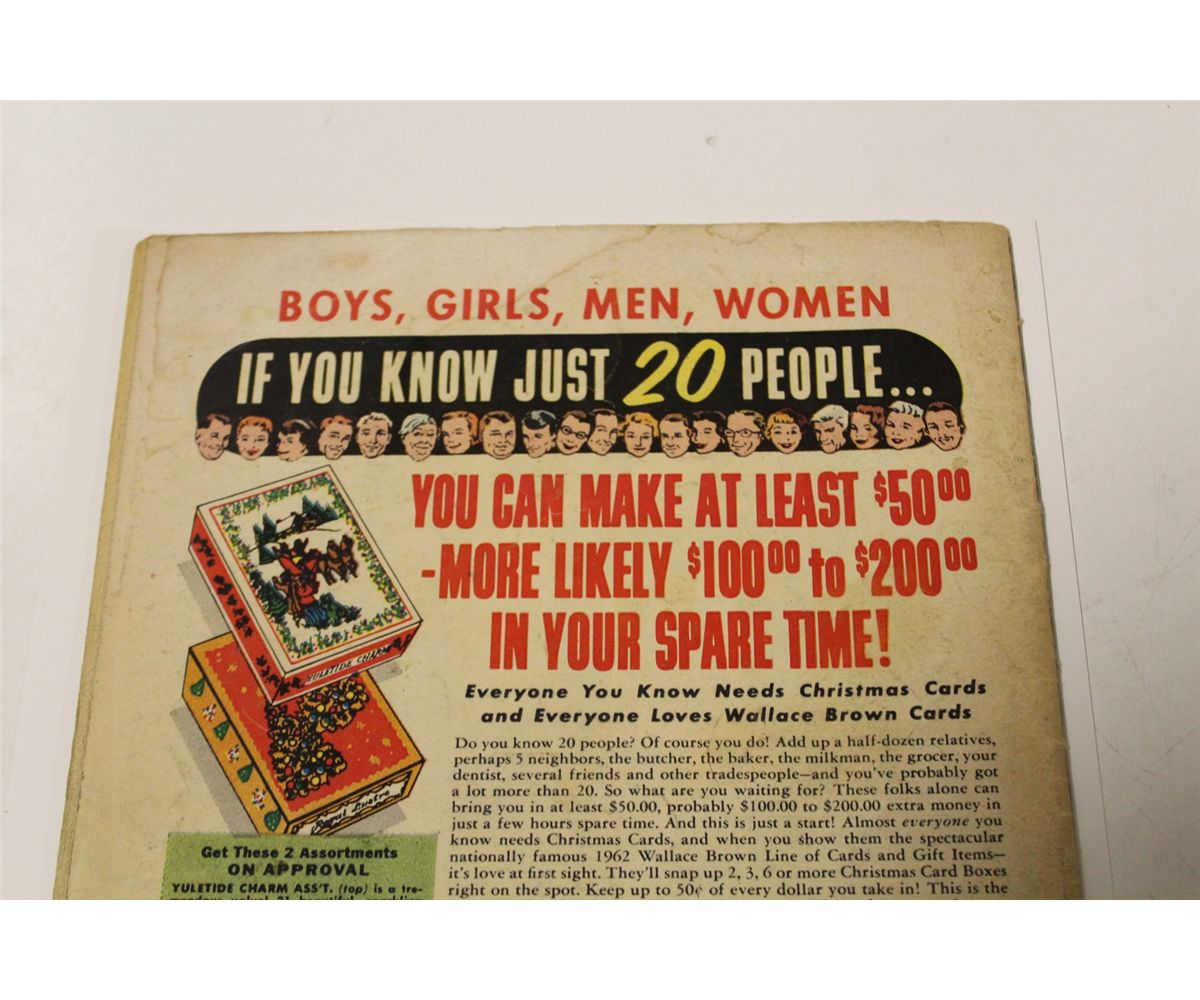 BOYS, GIRLS, MEN, WOMEN
IF YOU KNOW JUST 20 PEOPLE...
YOU CAN MAKE AT LEAST $50⁰⁰
-MORE LIKELY $100⁰⁰ to $200⁰⁰
IN YOUR SPARE TIME!
Everyone You Know Needs Christmas Cards
and Everyone Loves Wallace Brown Cards
Do you know 20 people? Of course you do! Add up a half-dozen relatives,
perhaps 5 neighbors, the butcher, the baker, the milkman, the grocer, your
dentist, several friends and other tradespeople—and you've probably got
a lot more than 20. So what are you waiting for? These folks alone can
bring you in at least $50.00, probably $100.00 to $200.00 extra money in
just a few hours spare time. And this is just a start! Almost everyone you
know needs Christmas Cards, and when you show them the spectacular
nationally famous 1962 Wallace Brown Line of Cards and Gift Items—
it's love at first sight. They'll snap up 2, 3, 6 or more Christmas Card Boxes
right on the spot. Keep up to 50¢ of every dollar you take in! This is the
YULETIDE CHARM
Royal Lustre
Get These 2 Assortments
ON APPROVAL
YULETIDE CHARM ASS'T. (top) is a tre-